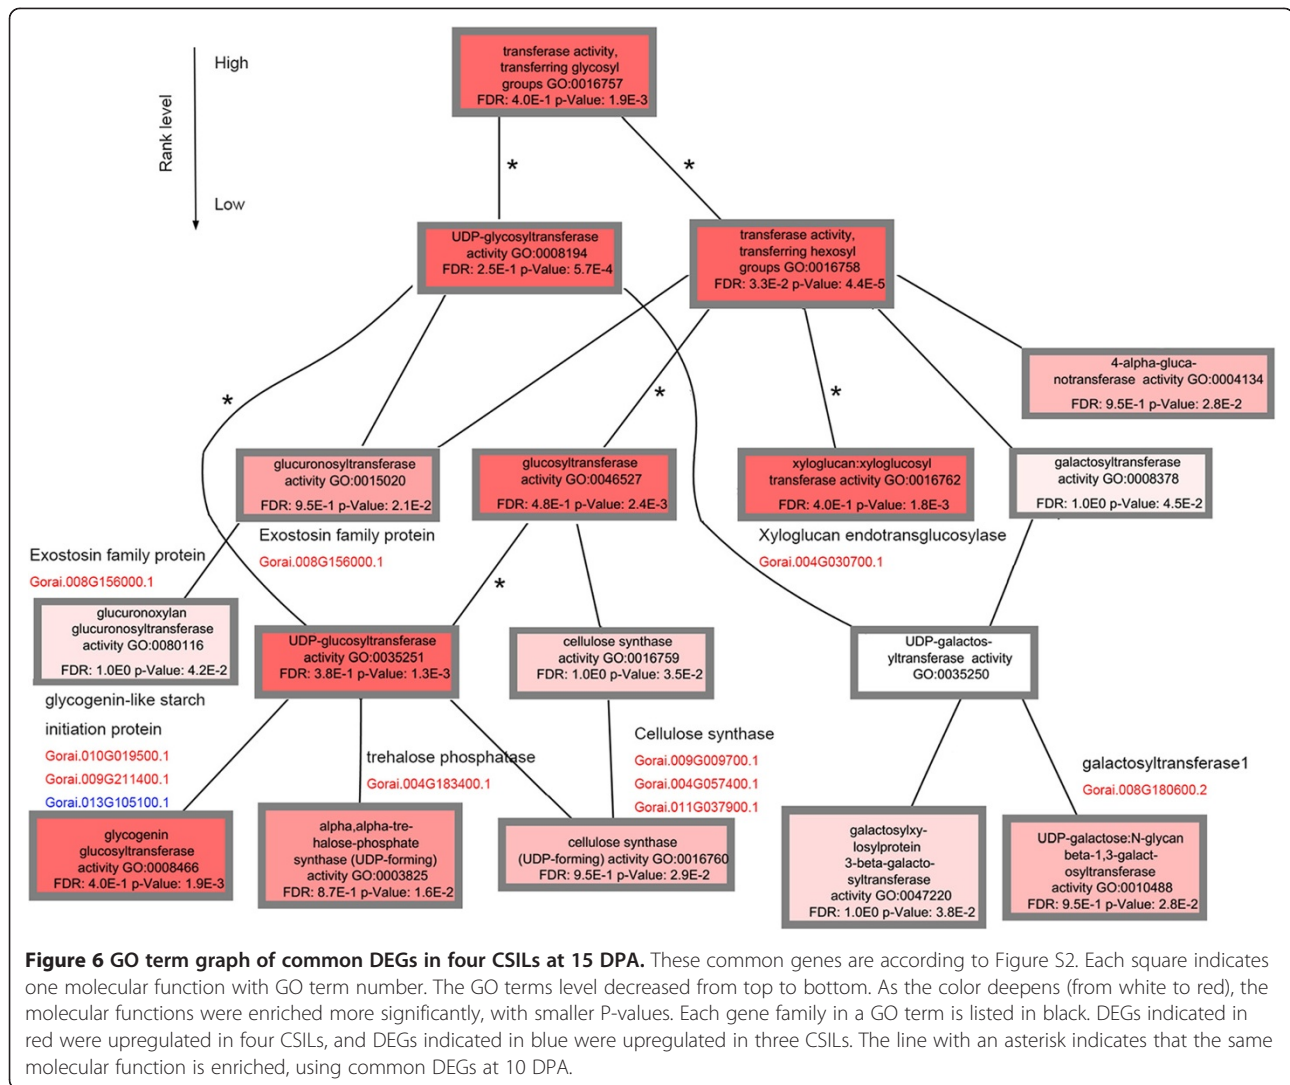 High
Rank level
Low
transferase activity,
transferring glycosyl
groups GO:0016757
FDR: 4.0E-1 p-Value: 1.9E-3
*
*
UDP-glycosyltransferase
activity GO:0008194
FDR: 2.5E-1 p-Value: 5.7E-4
transferase activity,
transferring hexosyl
groups GO:0016758
FDR: 3.3E-2 p-Value: 4.4E-5
4-alpha-gluca-
notransferase activity GO:0004134
FDR: 9.5E-1 p-Value: 2.8E-2
*
*
*
glucuronosyltransferase
activity GO:0015020
FDR: 9.5E-1 p-Value: 2.1E-2
Exostosin family protein
Gorai.008G156000.1
glucosyltransferase
activity GO:0046527
FDR: 4.8E-1 p-Value: 2.4E-3
xyloglucan:xyloglucosyl
transferase activity GO:0016762
FDR: 4.0E-1 p-Value: 1.8E-3
Xyloglucan endotransglucosylase
Gorai.004G030700.1
galactosyltransferase
activity GO:0008378
FDR: 1.0E0 p-Value: 4.5E-2
Exostosin family protein
Gorai.008G156000.1
glucuronoxylan
glucuronosyltransferase
activity GO:0080116
FDR: 1.0E0 p-Value: 4.2E-2
*
UDP-glucosyltransferase
activity GO:0035251
FDR: 3.8E-1 p-Value: 1.3E-3
cellulose synthase
activity GO:0016759
FDR: 1.0E0 p-Value: 3.5E-2
UDP-galactos-
yltransferase activity
GO:0035250
glycogenin-like starch
initiation protein
Gorai.010G019500.1
Gorai.009G211400.1
Gorai.013G105100.1
trehalose phosphatase
Gorai.004G183400.1
Cellulose synthase
Gorai.009G009700.1
Gorai.004G057400.1
Gorai.011G037900.1
galactosyltransferase1
Gorai.008G180600.2
glycogenin
glucosyltransferase
activity GO:0008466
FDR: 4.0E-1 p-Value: 1.9E-3
alpha,alpha-tre-
halose-phosphate
synthase (UDP-forming)
activity GO:0003825
FDR: 8.7E-1 p-Value: 1.6E-2
cellulose synthase
(UDP-forming) activity GO:0016760
FDR: 9.5E-1 p-Value: 2.9E-2
galactosylxy-
losylprotein
3-beta-galacto-
syltransferase
activity GO:0047220
FDR: 1.0E0 p-Value: 3.8E-2
UDP-galactose:N-glycan
beta-1,3-galact-
osyltransferase
activity GO:0010488
FDR: 9.5E-1 p-Value: 2.8E-2
Figure 6 GO term graph of common DEGs in four CSILs at 15 DPA. These common genes are according to Figure S2. Each square indicates
one molecular function with GO term number. The GO terms level decreased from top to bottom. As the color deepens (from white to red), the
molecular functions were enriched more significantly, with smaller P-values. Each gene family in a GO term is listed in black. DEGs indicated in
red were upregulated in four CSILs, and DEGs indicated in blue were upregulated in three CSILs. The line with an asterisk indicates that the same
molecular function is enriched, using common DEGs at 10 DPA.